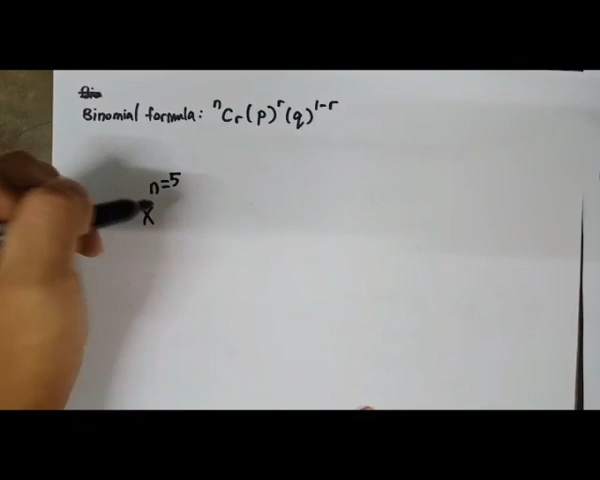 Binomial formula: ⁿCᵣ(p)ʳ(q)¹⁻ʳ
n=5
X